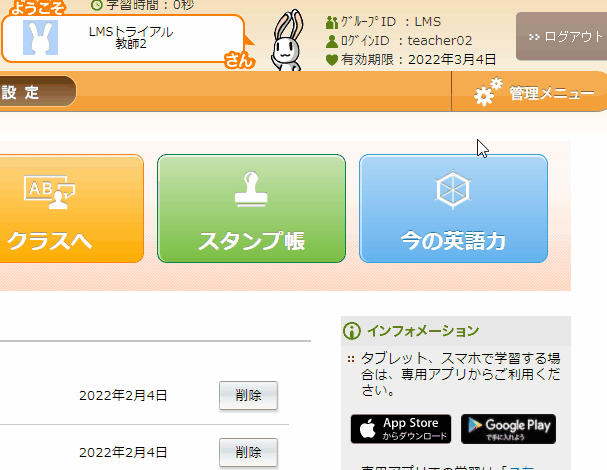 ようこそ
学習時間：0秒
LMSトライアル
教師2
さん
グループID ：LMS
ログインID ：teacher02
有効期限：2022年3月4日
>> ログアウト
設 定
管理メニュー
クラスへ
スタンプ帳
今の英語力
インフォメーション
タブレット、スマホで学習する場
合は、専用アプリからご利用くだ
さい。
App Store
からダウンロード
Google Play
で手に入れよう
2022年2月4日
削除
2022年2月4日
削除